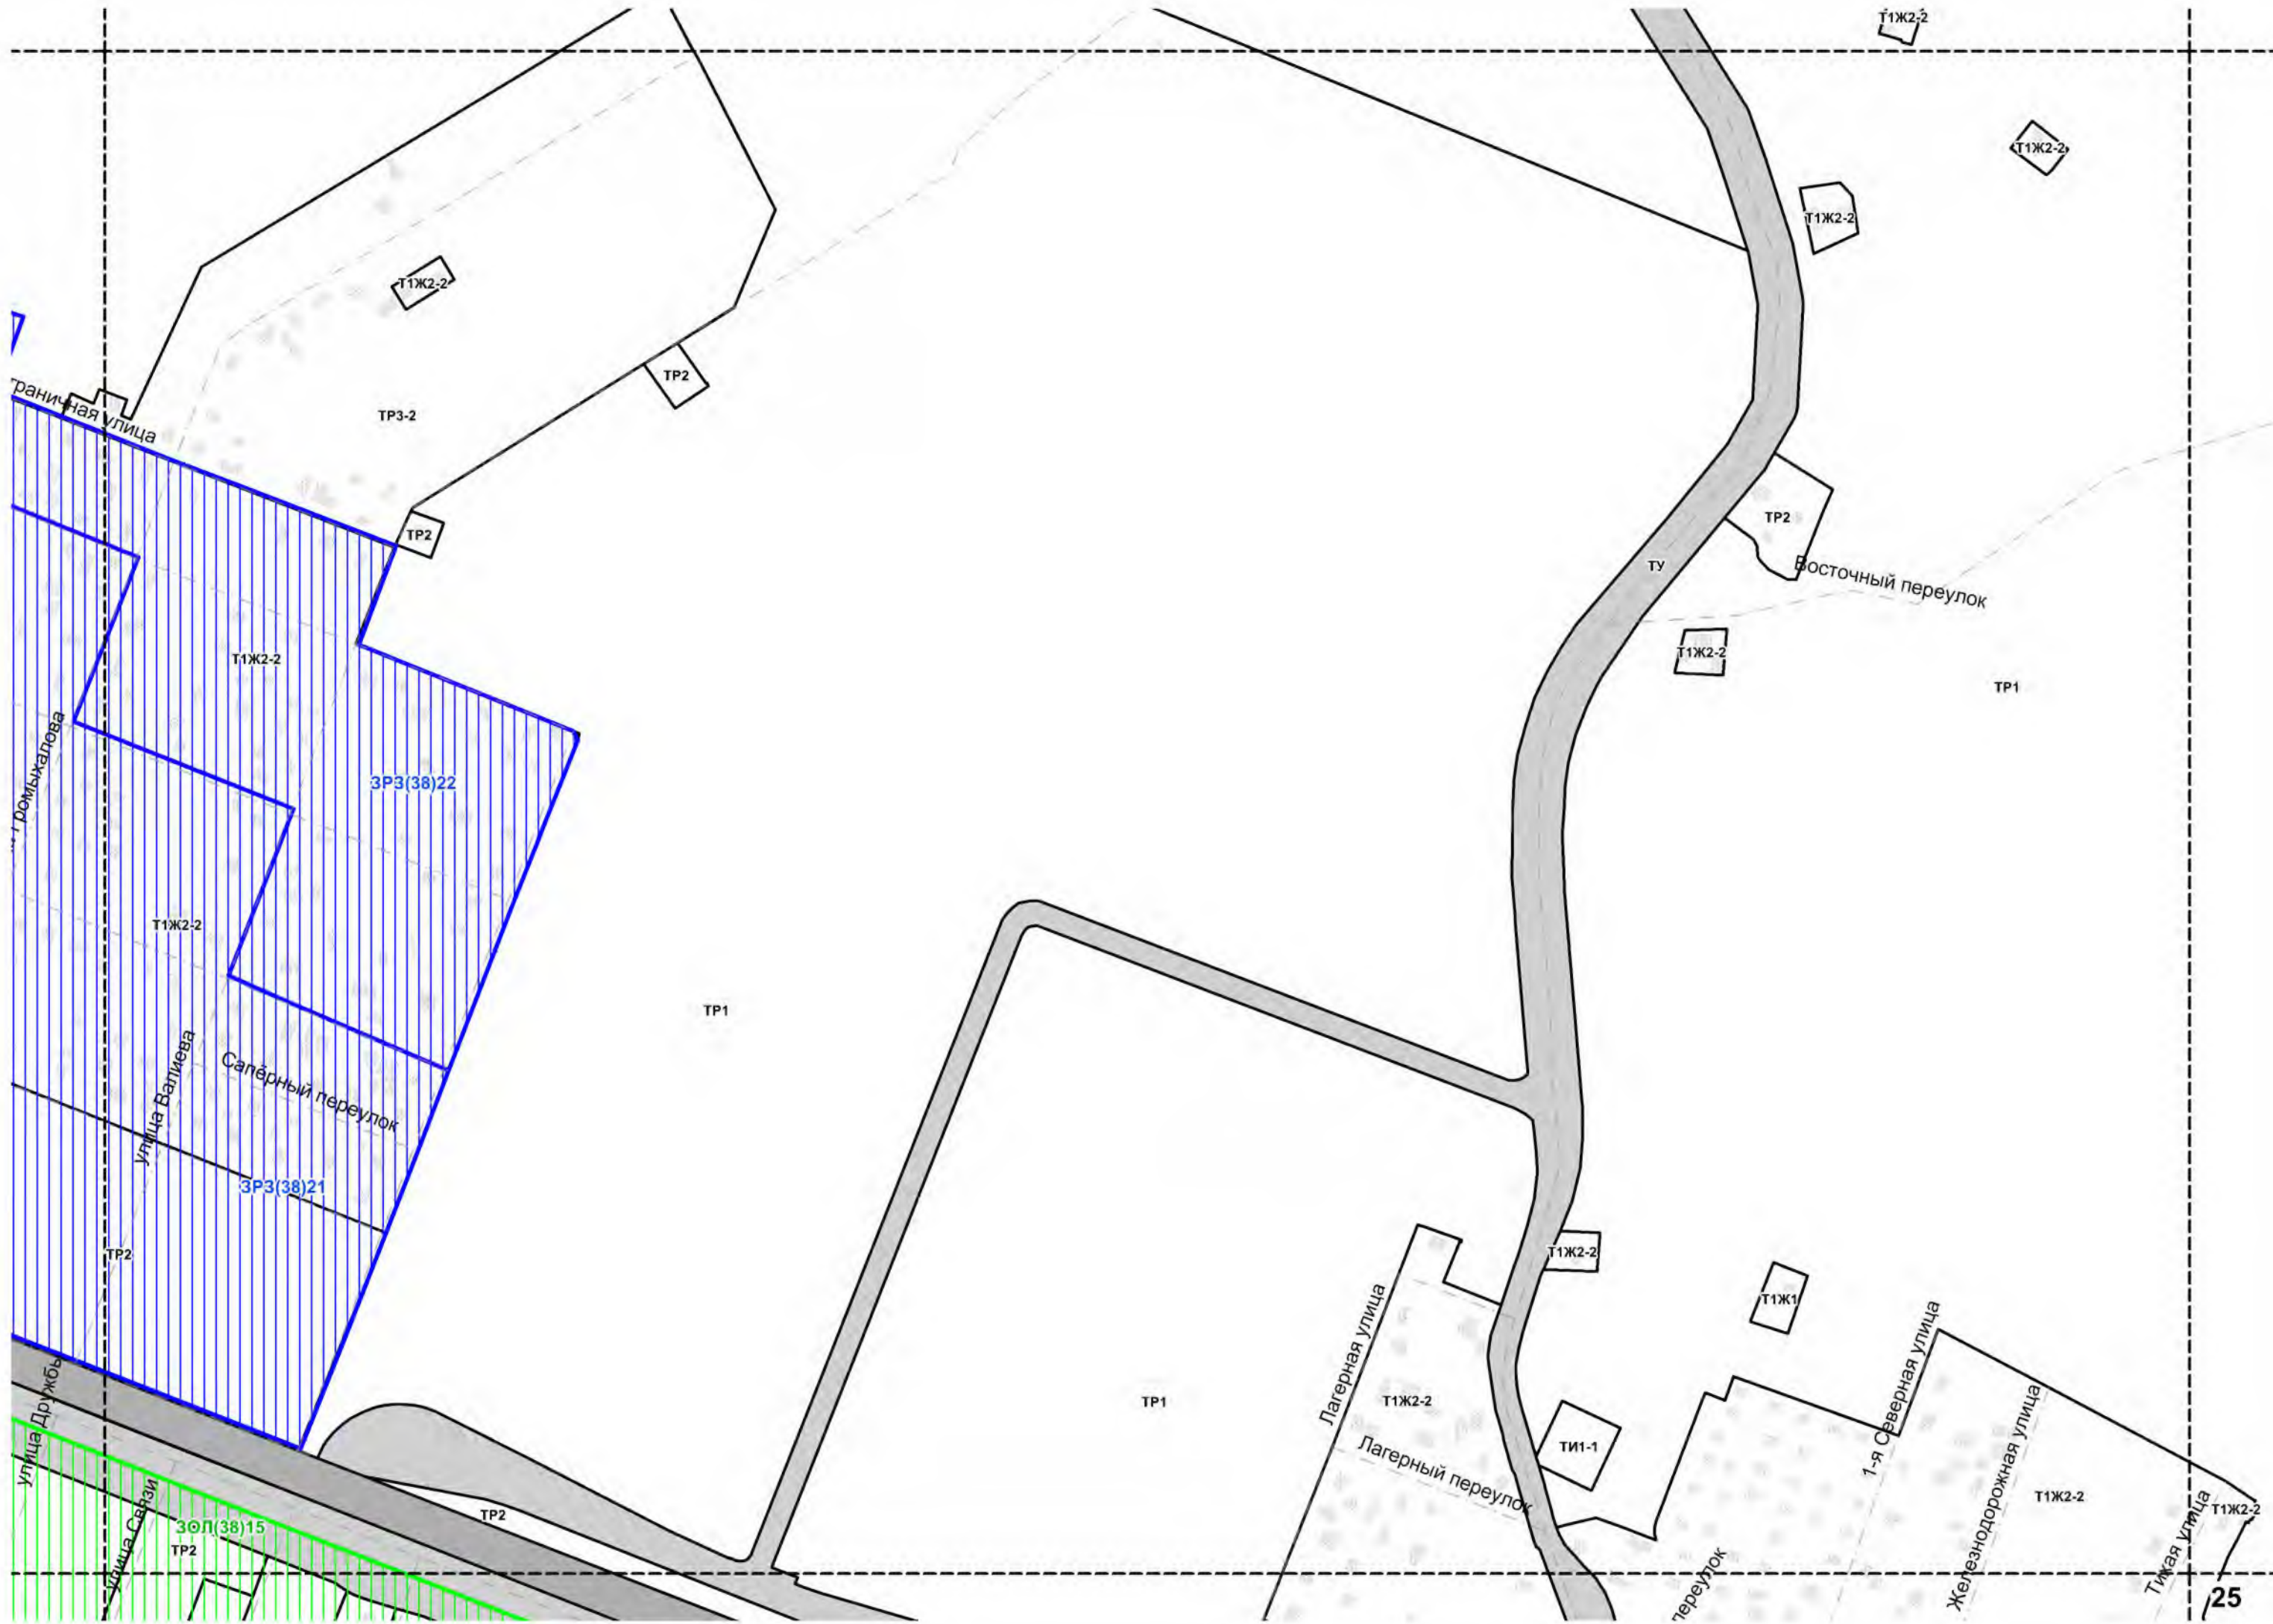 Т1Ж2-2
Т1Ж2-2
Т1Ж2-2
Т1Ж2-2
ТР2
граничная улица
ТР3-2
ТР2
ТР2
ТУ
Восточный переулок
Т1Ж2-2
Т1Ж2-2
ТР1
ЗРЗ(38)22
Т1Ж2-2
ТР1
улица Валиева
Сапёрный переулок
ЗРЗ(38)21
ТР2
Т1Ж2-2
Т1Ж1
Лагерная улица
Т1Ж2-2
ТР1
1-я Северная улица
Железнодорожная улица
ТИ1-1
Лагерный переулок
улица Дружбы
улица Связи
ТР2
ЗОЛ(38)15
ТР2
Т1Ж2-2
Т1Ж2-2
Тихая улица
переулок
25